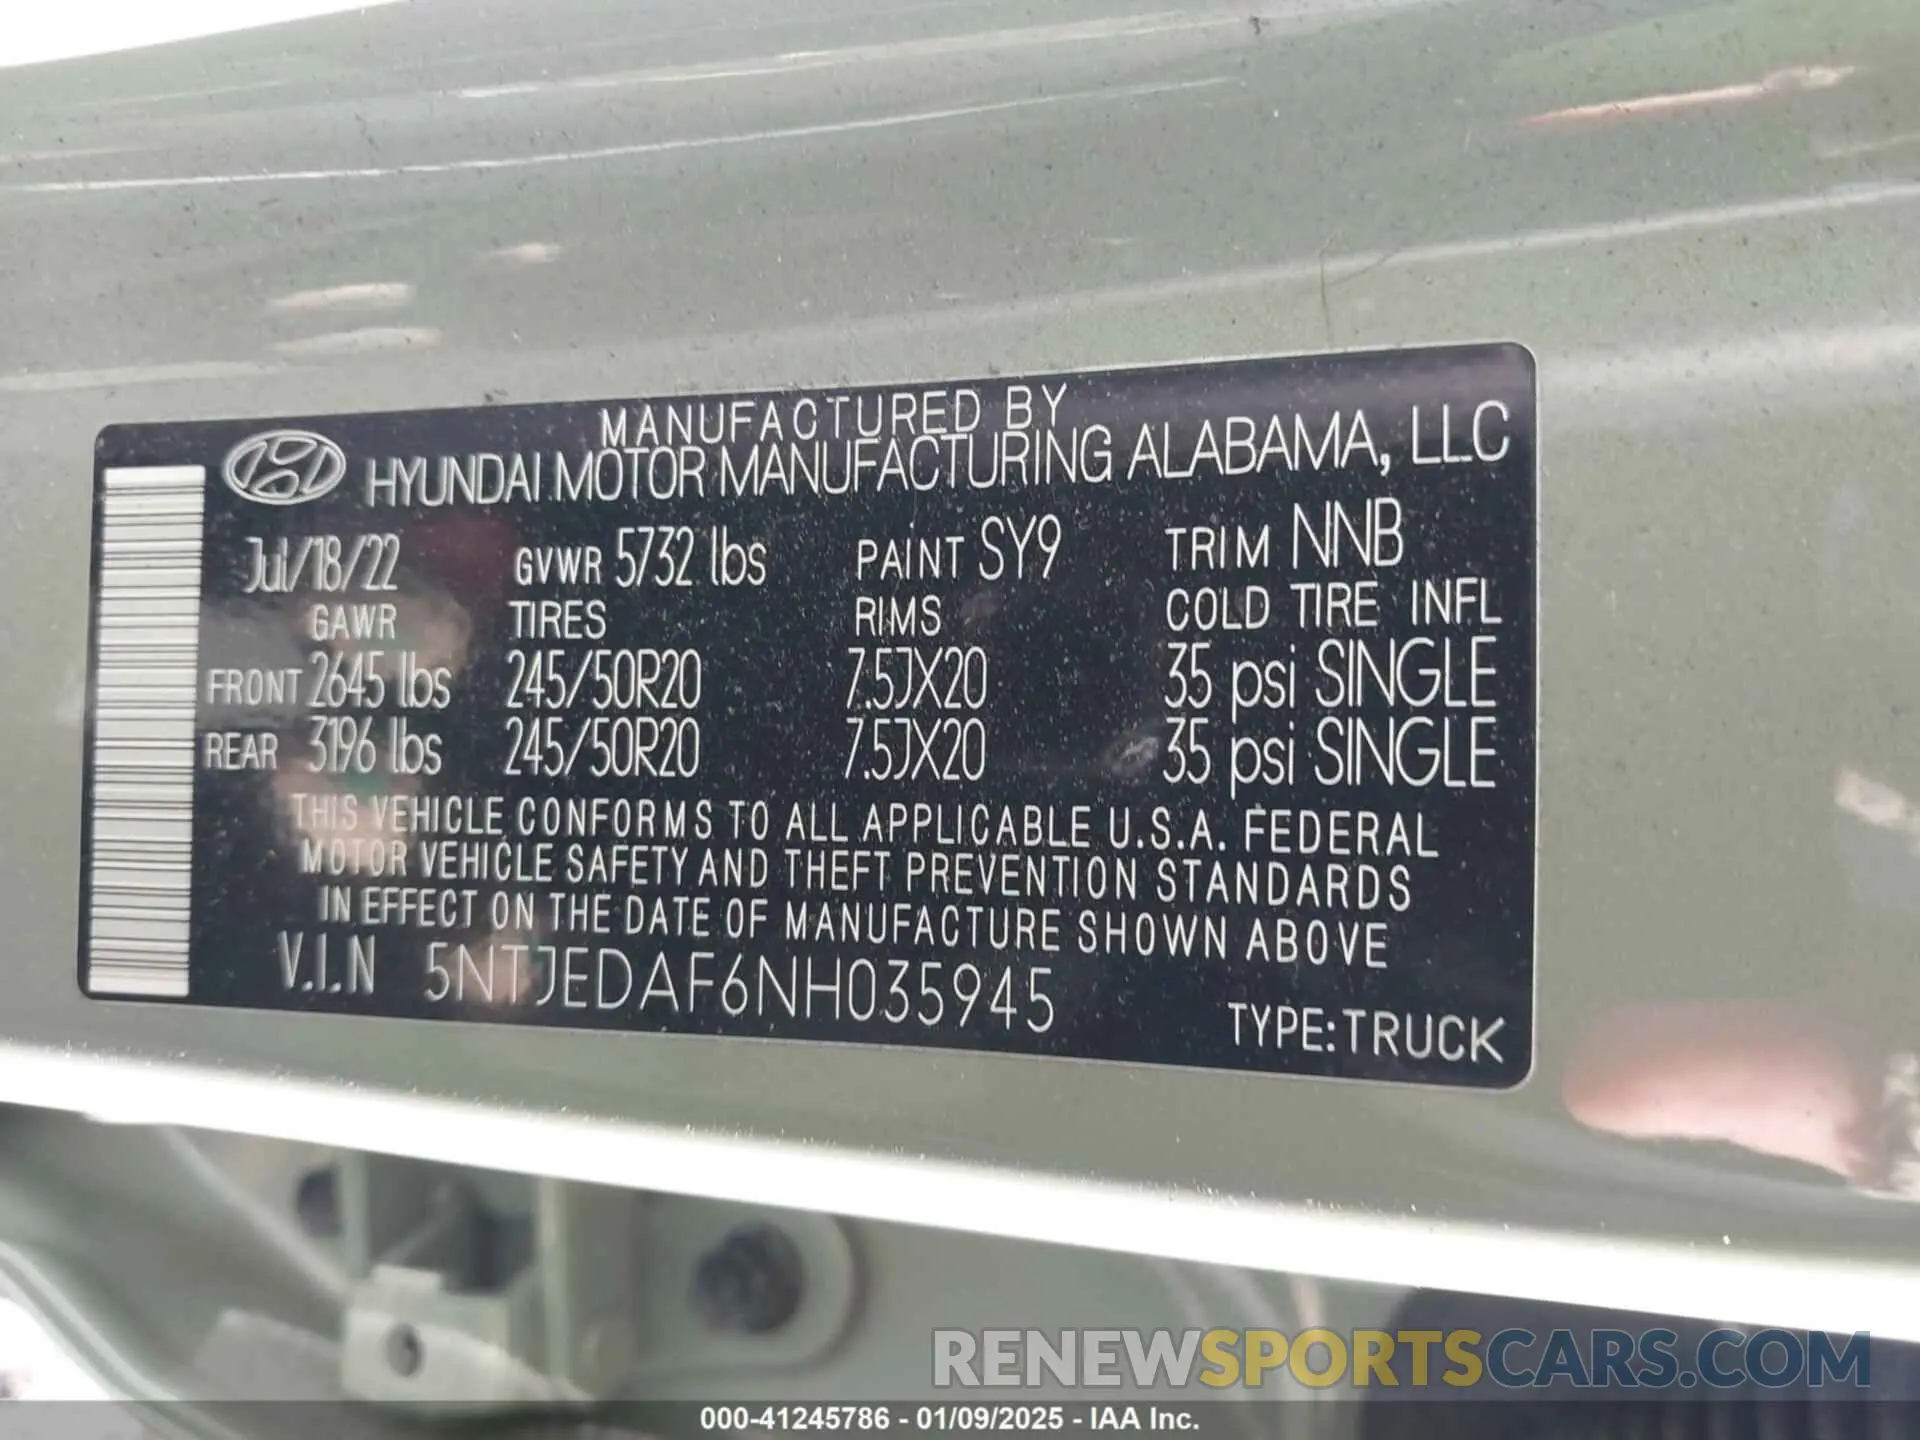 MANUFACTURED BY
HYUNDAI MOTOR MANUFACTURING ALABAMA, LLC
Jul/18/22 GVWR 5732 lbs PAINT SY9 TRIM NNB
GAWR TIRES RIMS COLD TIRE INFL
FRONT 2645 lbs 245/50R20 7.5JX20 35 psi SINGLE
REAR 3196 lbs 245/50R20 7.5JX20 35 psi SINGLE
THIS VEHICLE CONFORMS TO ALL APPLICABLE U.S.A. FEDERAL
MOTOR VEHICLE SAFETY AND THEFT PREVENTION STANDARDS
IN EFFECT ON THE DATE OF MANUFACTURE SHOWN ABOVE
V.I.N 5NTJEDAF6NH035945
TYPE:TRUCK
RENEWSPORTSCARS.COM
000-41245786 - 01/09/2025 - IAA Inc.